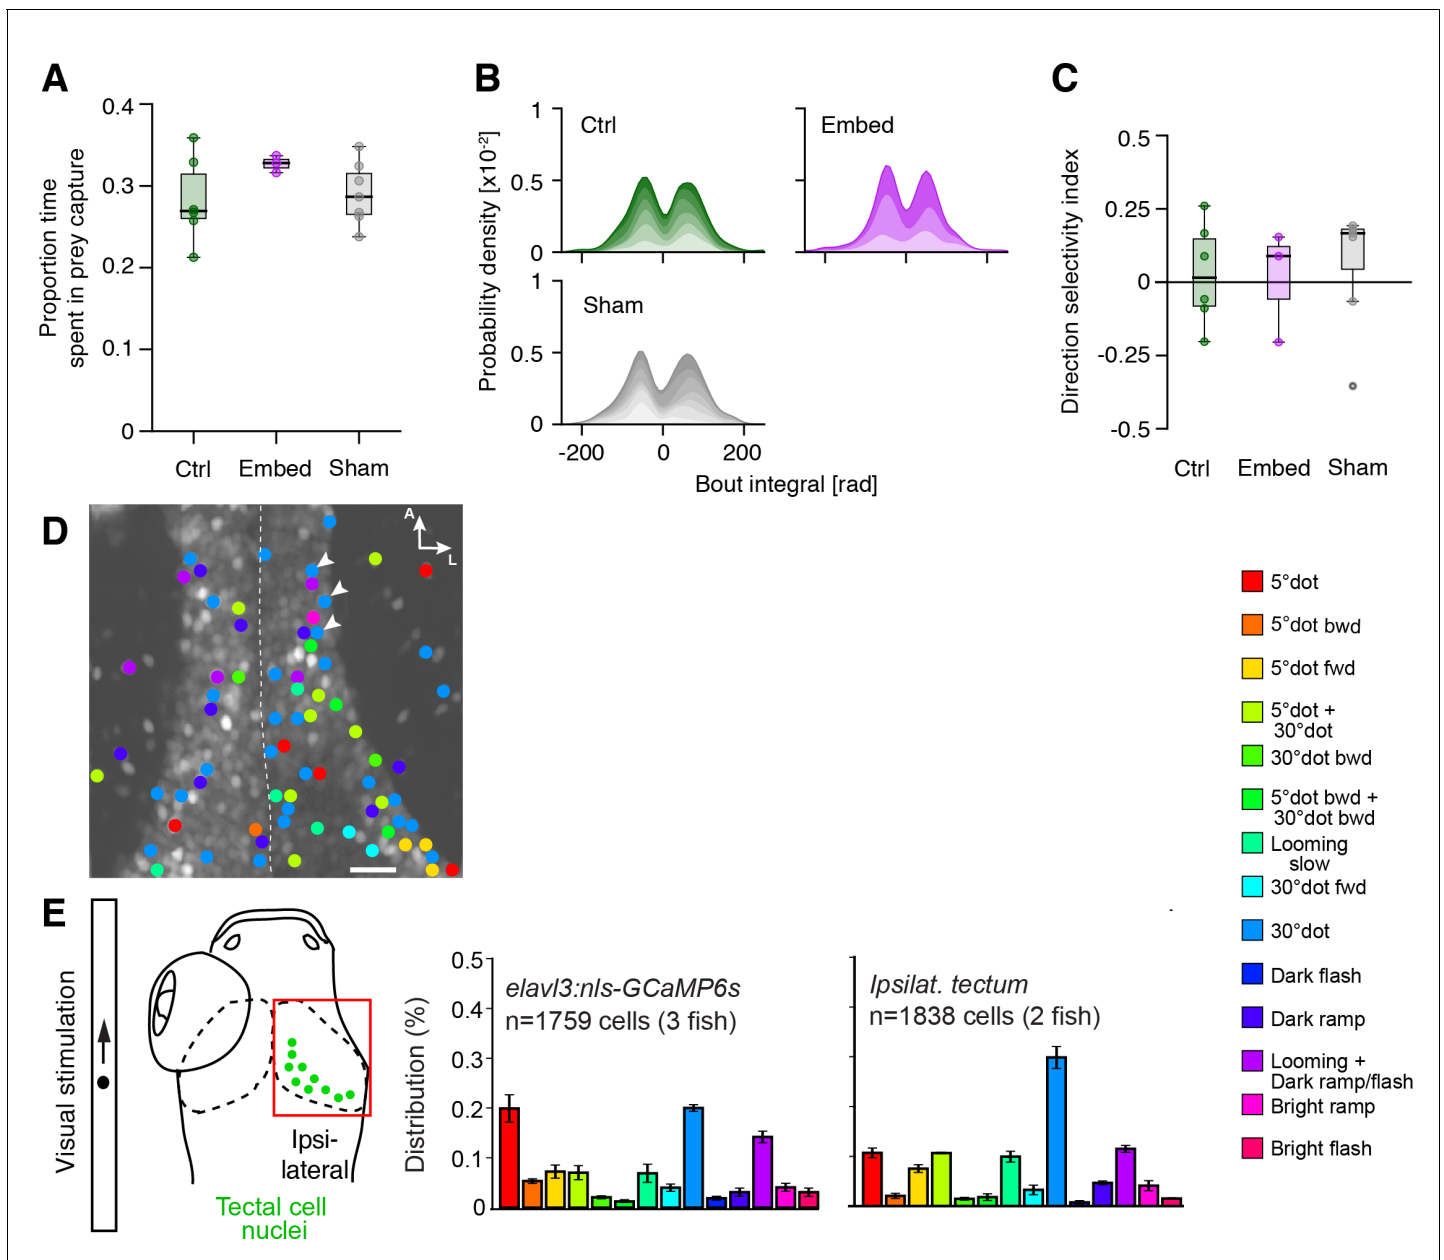 A
Proportion time
spent in prey capture
0.4
0.3
0.2
0.1
0
Ctrl
Embed
Sham
B
Probability density [x10-2]
1
0.5
0
Ctrl
Embed
1
0.5
0
Sham
-200
0
200
Bout integral [rad]
C
Direction selectivity index
0.5
0.25
0
-0.25
-0.5
Ctrl
Embed
Sham
D
A
L
5°dot
5°dot bwd
5°dot fwd
5°dot +
30°dot
30°dot bwd
5°dot bwd +
30°dot bwd
Looming
slow
30°dot fwd
30°dot
Dark flash
Dark ramp
Looming +
Dark ramp/flash
Bright ramp
Bright flash
E
Visual stimulation
Ipsi-
lateral
Tectal cell
nuclei
Distribution (%)
0.5
0.4
0.3
0.2
0.1
0
elavl3:nls-GCaMP6s
n=1759 cells (3 fish)
Ipsilat. tectum
n=1838 cells (2 fish)